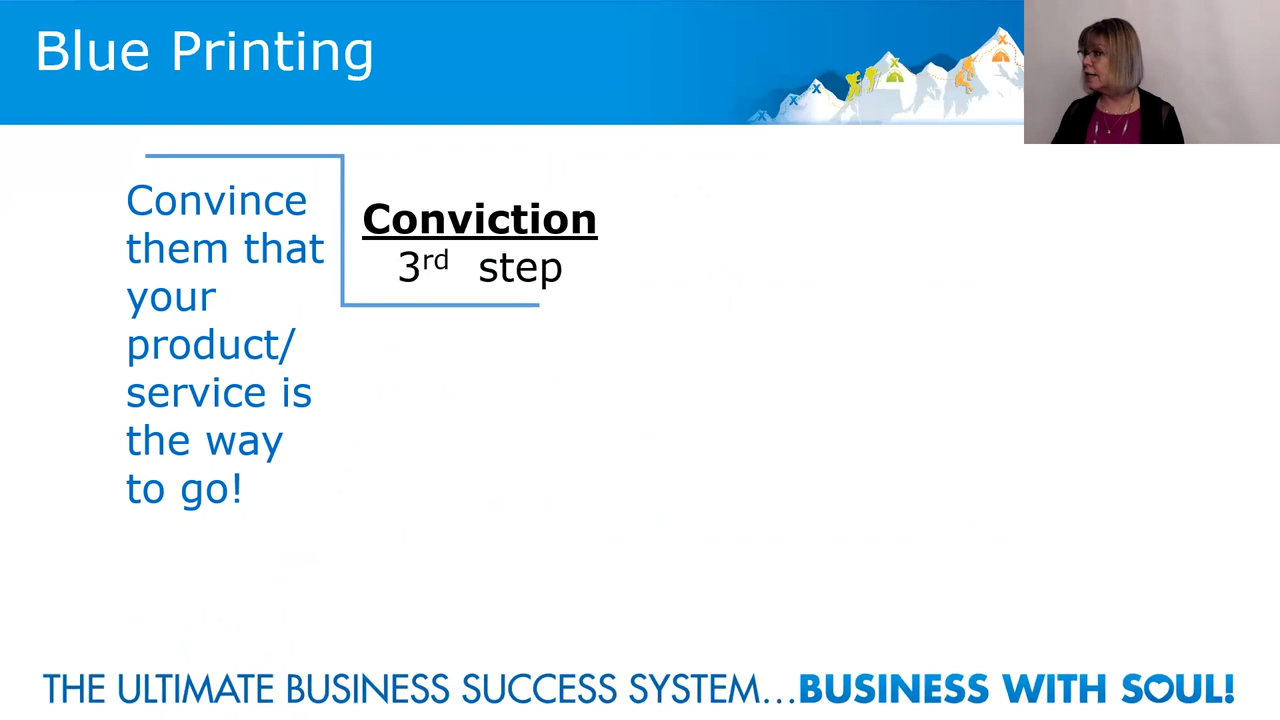 Blue Printing
Convince
them that
your
product/
service is
the way
to go!
Conviction
3rd step
THE ULTIMATE BUSINESS SUCCESS SYSTEM...BUSINESS WITH SOUL!